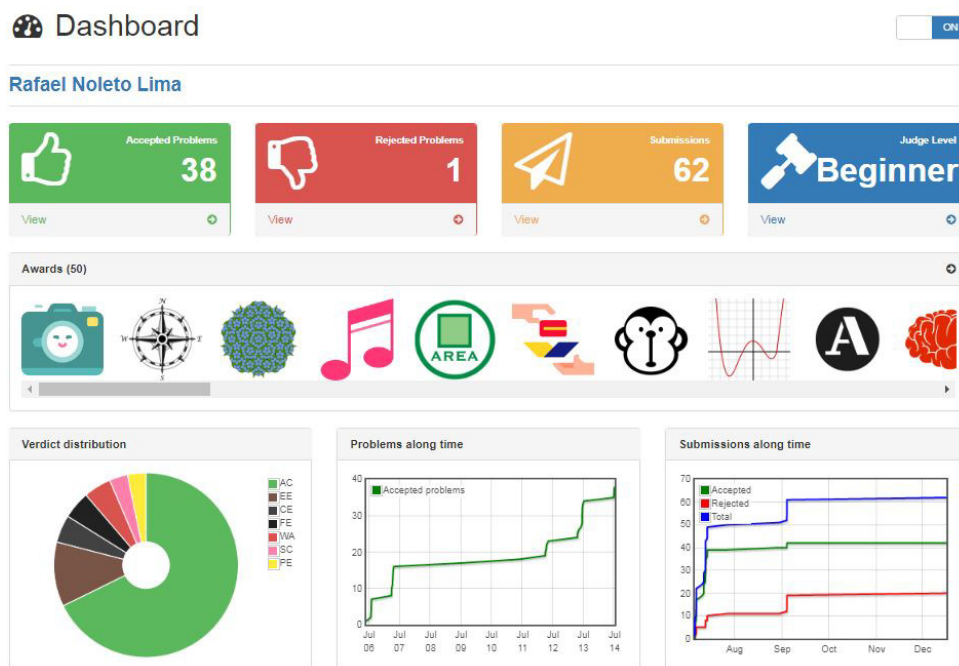 Dashboard
ON
Rafael Noleto Lima
Accepted Problems
38
View
Rejected Problems
1
View
Submissions
62
View
Judge Level
Beginner
View
Awards (50)
N
W
S
AREA
A
Verdict distribution
AC
EE
CE
FE
WA
SC
PE
Problems along time
Accepted problems
40
30
20
10
0
Jul 06
Jul 07
Jul 08
Jul 09
Jul 10
Jul 11
Jul 12
Jul 13
Jul 14
Submissions along time
Accepted
Rejected
Total
70
60
50
40
30
20
10
0
Aug
Sep
Oct
Nov
Dec